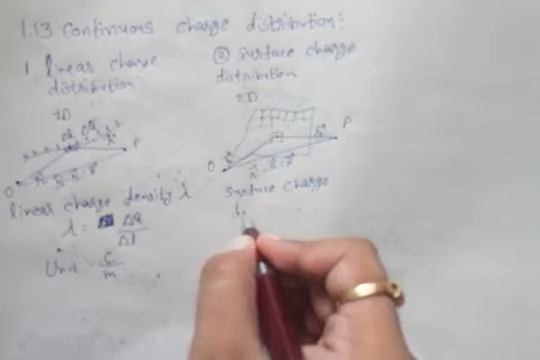 1.13 Continuous charge distribution:-
1 linear charge
distribution
1D
② surface charge
distribution
2D
P
O
P
O
linear charge density λ
λ = Δq
Δl
Unit = C
m
surface charge